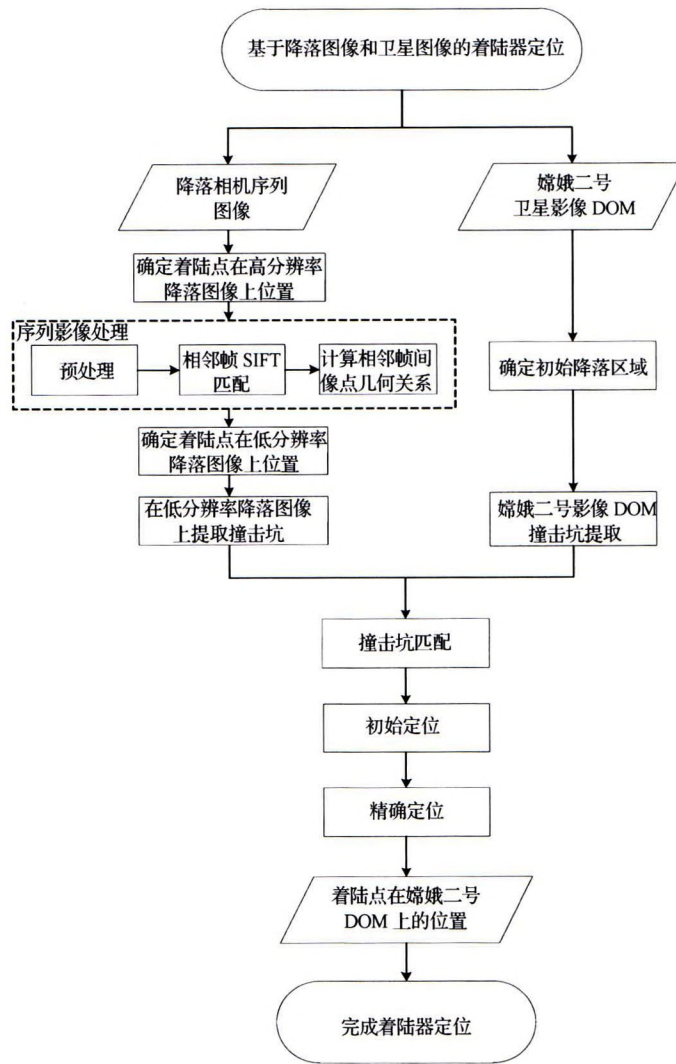 基于降落图像和卫星图像的着陆器定位
降落相机序列
图像
嫦娥二号
卫星影像 DOM
确定着陆点在高分辨率
降落图像上位置
序列影像处理
预处理
相邻帧 SIFT
匹配
计算相邻帧间
像点几何关系
确定初始降落区域
确定着陆点在低分辨率
降落图像上位置
在低分辨率降落图像
上提取撞击坑
嫦娥二号影像 DOM
撞击坑提取
撞击坑匹配
初始定位
精确定位
着陆点在嫦娥二号
DOM 上的位置
完成着陆器定位